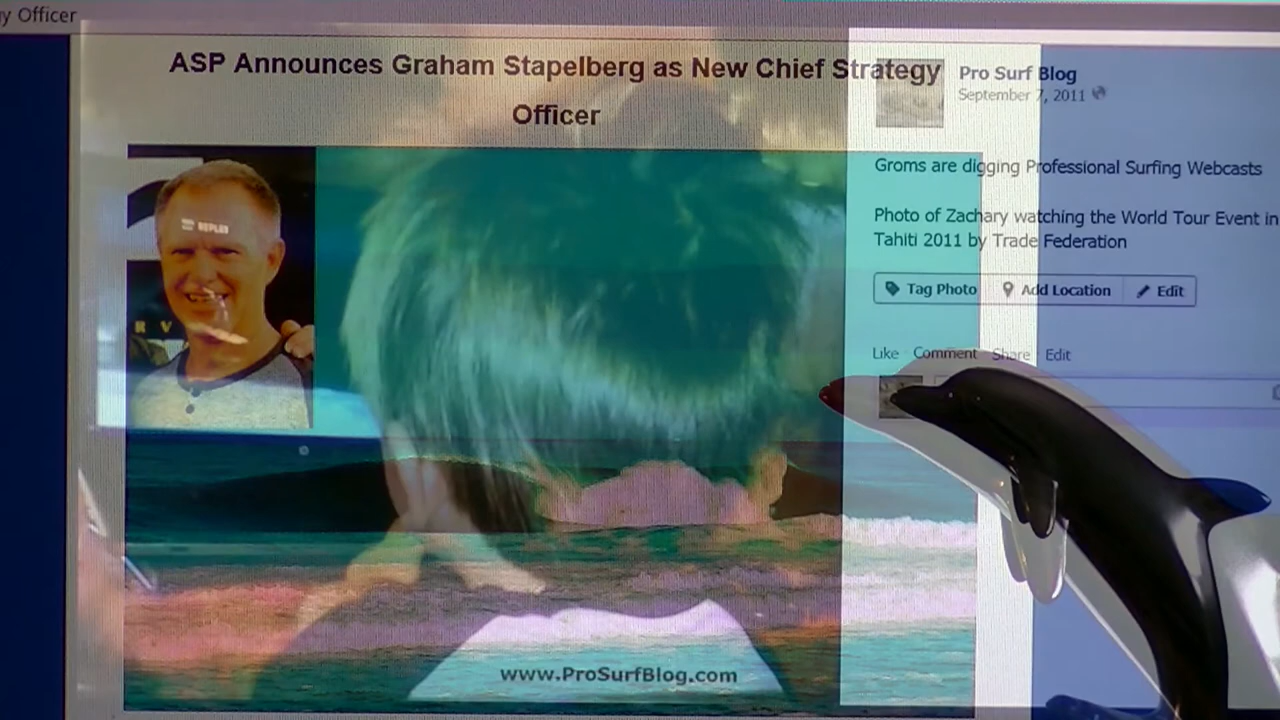 y Officer
ASP Announces Graham Stapelberg as New Chief Strategy
Officer
REPLAY
R V
Pro Surf Blog
September 7, 2011
Groms are digging Professional Surfing Webcasts
Photo of Zachary watching the World Tour Event in
Tahiti 2011 by Trade Federation
Tag Photo Add Location Edit
Like Comment Share Edit
www.ProSurfBlog.com